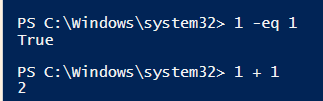 PS C:\Windows\system32> 1 -eq 1
True
PS C:\Windows\system32> 1 + 1
2